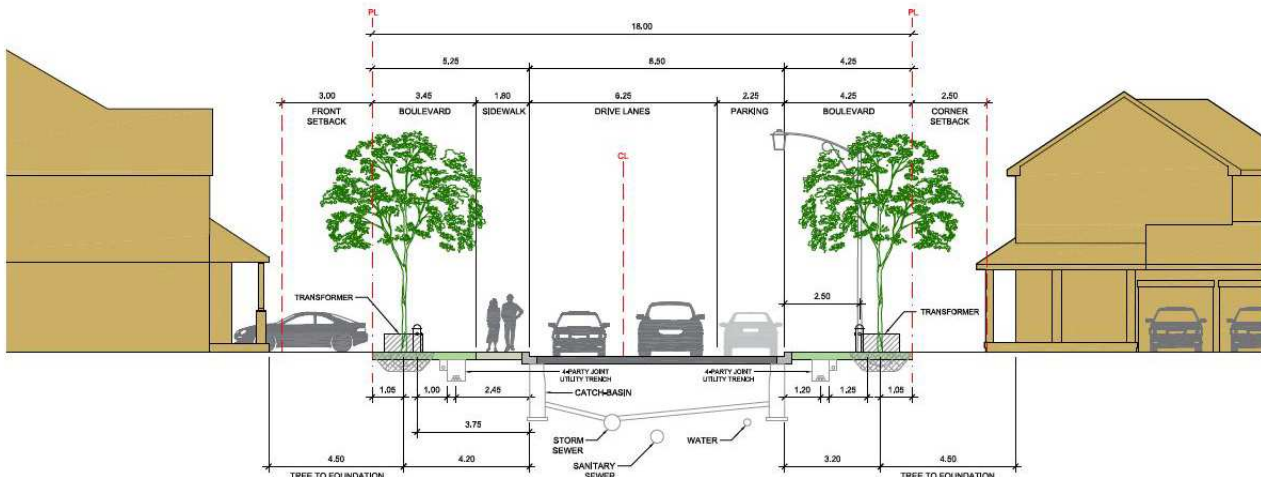 PL
PL
18.00
5.25
8.50
4.25
3.00
3.45
1.80
6.25
2.25
4.25
2.50
FRONT
SETBACK
BOULEVARD
SIDEWALK
DRIVE LANES
PARKING
BOULEVARD
CORNER
SETBACK
CL
2.50
TRANSFORMER
TRANSFORMER
4-PARTY JOINT
UTILITY TRENCH
4-PARTY JOINT
UTILITY TRENCH
1.05
1.00
2.45
CATCH-BASIN
1.20
1.25
1.05
3.75
STORM
SEWER
WATER
SANITARY
SEWER
4.50
4.20
3.20
4.50
TREE TO FOUNDATION
TREE TO FOUNDATION